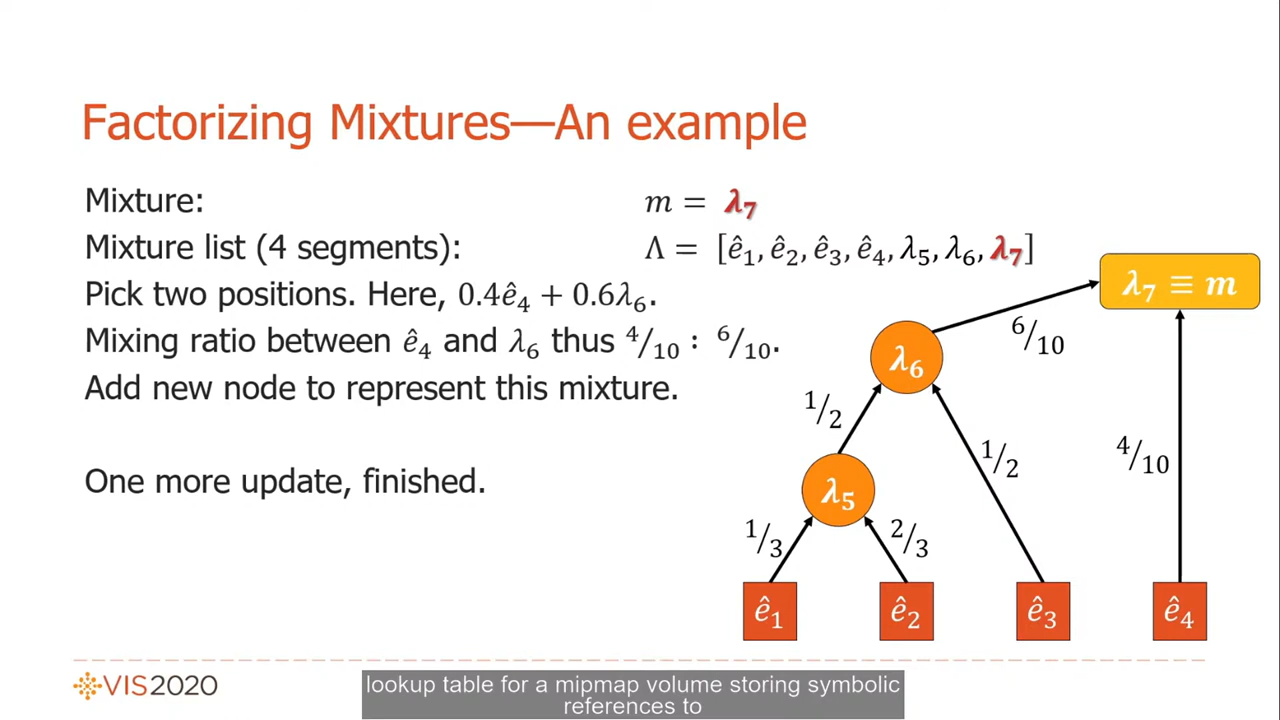 Factorizing Mixtures—An example
Mixture: m = λ₇
Mixture list (4 segments): Λ = [ê₁, ê₂, ê₃, ê₄, λ₅, λ₆, λ₇]
Pick two positions. Here, 0.4ê₄ + 0.6λ₆.
Mixing ratio between ê₄ and λ₆ thus 4/10 : 6/10.
Add new node to represent this mixture.
One more update, finished.
λ₇ ≡ m
6/10
λ₆
1/2
1/2
4/10
λ₅
1/3
2/3
ê₁
ê₂
ê₃
ê₄
VIS2020
lookup table for a mipmap volume storing symbolic
references to